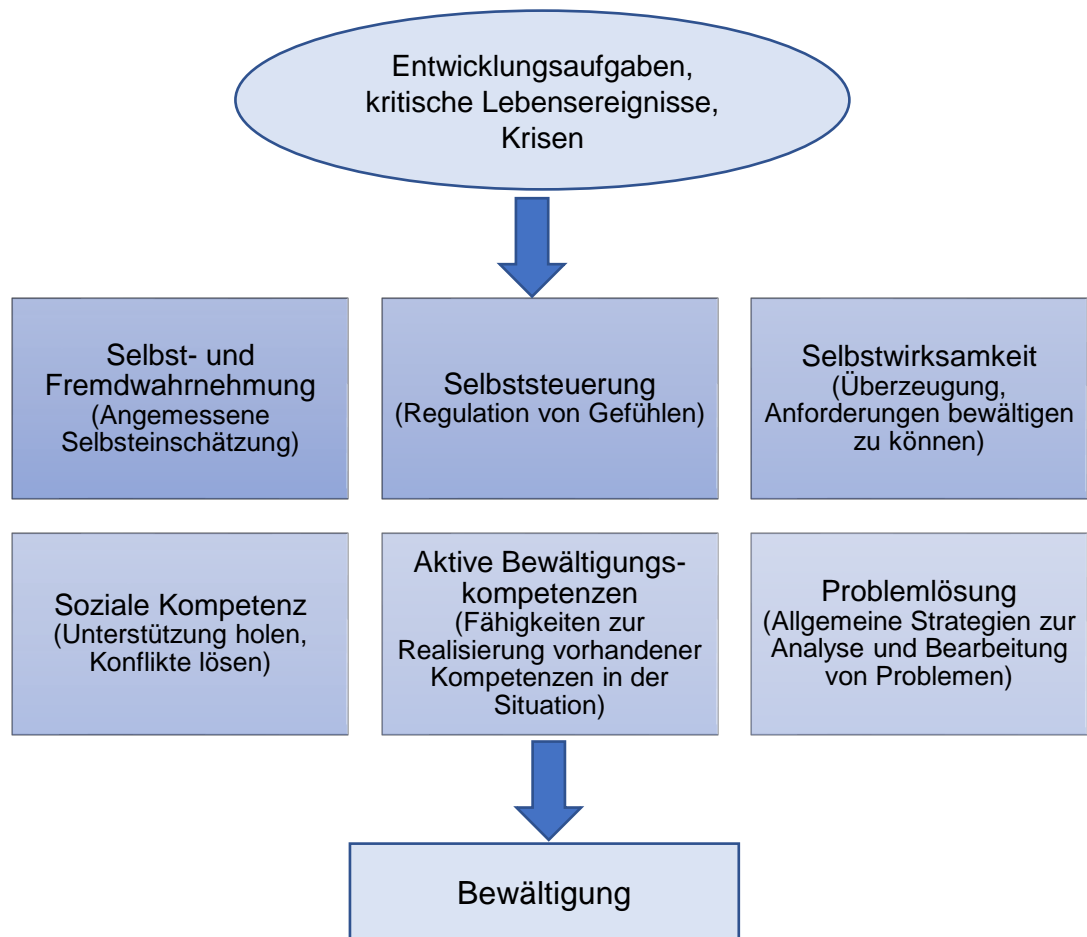 Entwicklungsaufgaben,
kritische Lebensereignisse,
Krisen
Selbst- und
Fremdwahrnehmung
(Angemessene
Selbsteinschätzung)
Selbststeuerung
(Regulation von Gefühlen)
Selbstwirksamkeit
(Überzeugung,
Anforderungen bewältigen
zu können)
Soziale Kompetenz
(Unterstützung holen,
Konflikte lösen)
Aktive Bewältigungs-
kompetenzen
(Fähigkeiten zur
Realisierung vorhandener
Kompetenzen in der
Situation)
Problemlösung
(Allgemeine Strategien zur
Analyse und Bearbeitung
von Problemen)
Bewältigung